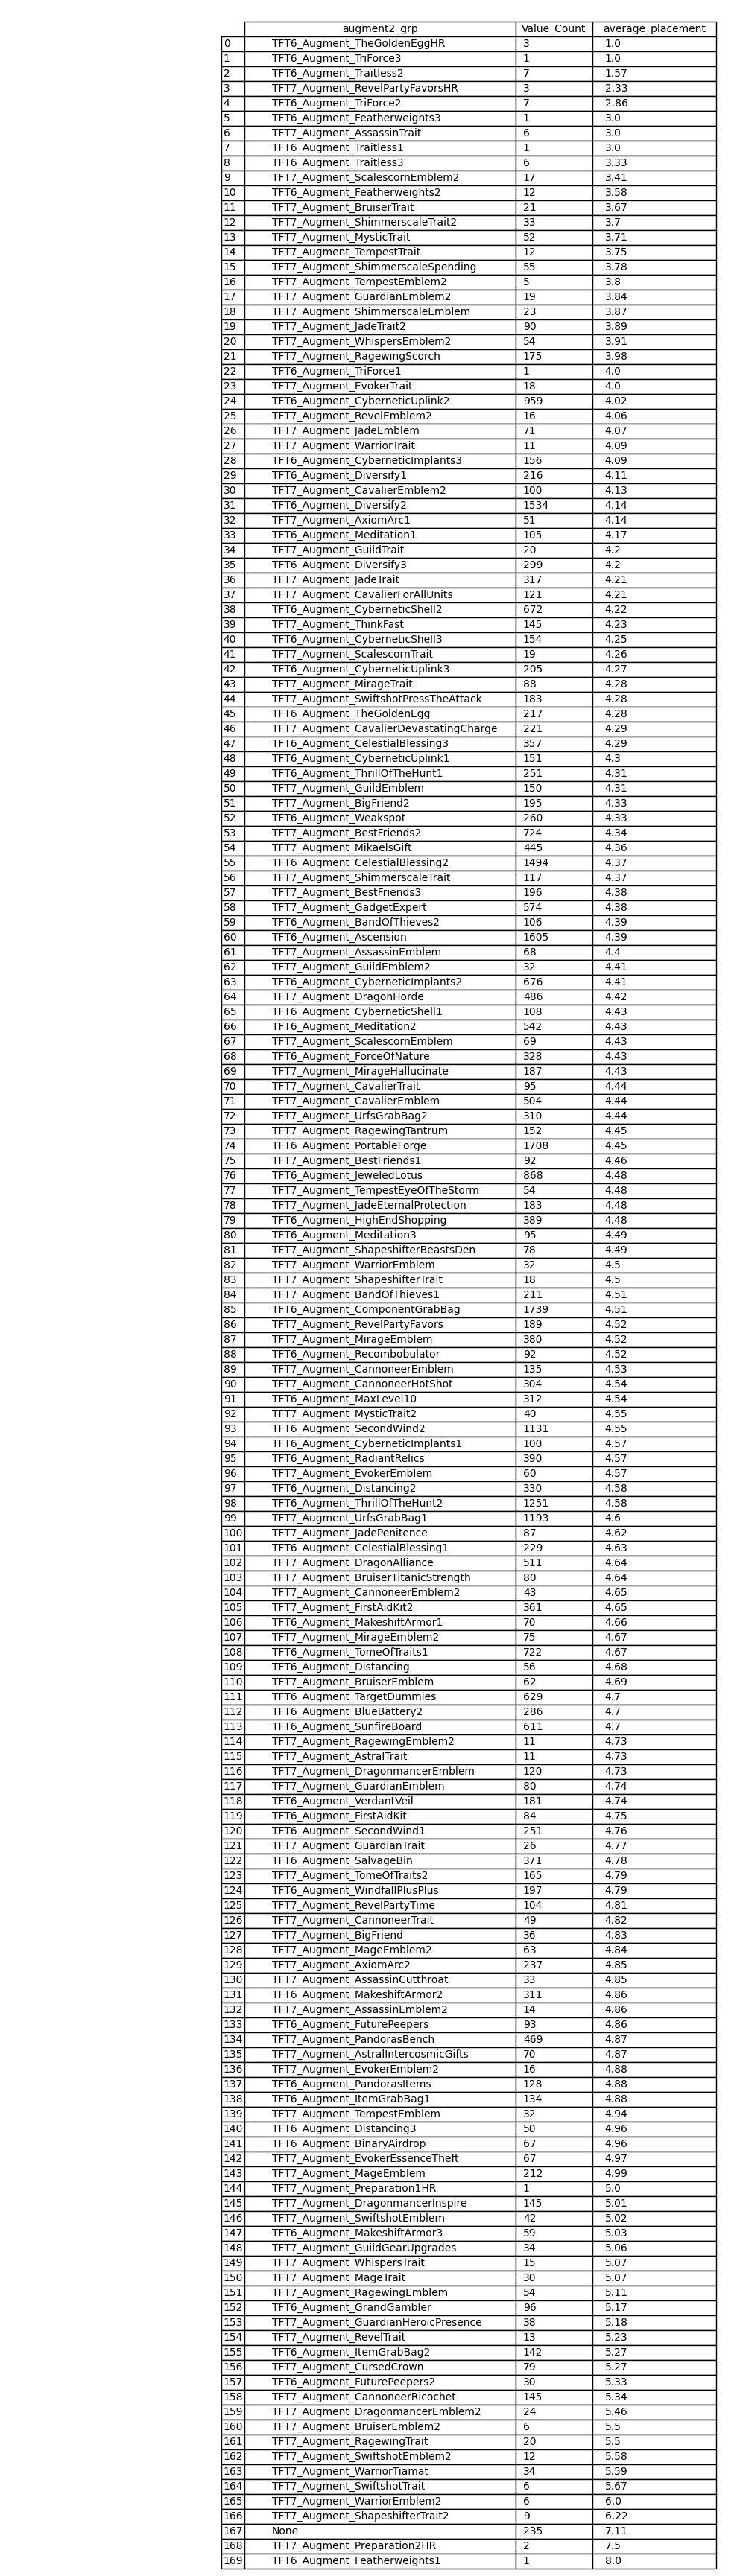 augment2_grp Value_Count average_placement
0 TFT6_Augment_TheGoldenEggHR 3 1.0
1 TFT6_Augment_TriForce3 1 1.0
2 TFT6_Augment_Traitless2 7 1.57
3 TFT7_Augment_RevelPartyFavorsHR 3 2.33
4 TFT6_Augment_TriForce2 7 2.86
5 TFT6_Augment_Featherweights3 1 3.0
6 TFT7_Augment_AssassinTrait 6 3.0
7 TFT6_Augment_Traitless1 1 3.0
8 TFT6_Augment_Traitless3 6 3.33
9 TFT7_Augment_ScalescornEmblem2 17 3.41
10 TFT6_Augment_Featherweights2 12 3.58
11 TFT7_Augment_BruiserTrait 21 3.67
12 TFT7_Augment_ShimmerscaleTrait2 33 3.7
13 TFT7_Augment_MysticTrait 52 3.71
14 TFT7_Augment_TempestTrait 12 3.75
15 TFT7_Augment_ShimmerscaleSpending 55 3.78
16 TFT7_Augment_TempestEmblem2 5 3.8
17 TFT7_Augment_GuardianEmblem2 19 3.84
18 TFT7_Augment_ShimmerscaleEmblem 23 3.87
19 TFT7_Augment_JadeTrait2 90 3.89
20 TFT7_Augment_WhispersEmblem2 54 3.91
21 TFT7_Augment_RagewingScorch 175 3.98
22 TFT6_Augment_TriForce1 1 4.0
23 TFT7_Augment_EvokerTrait 18 4.0
24 TFT6_Augment_CyberneticUplink2 959 4.02
25 TFT7_Augment_RevelEmblem2 16 4.06
26 TFT7_Augment_JadeEmblem 71 4.07
27 TFT7_Augment_WarriorTrait 11 4.09
28 TFT6_Augment_CyberneticImplants3 156 4.09
29 TFT6_Augment_Diversify1 216 4.11
30 TFT7_Augment_CavalierEmblem2 100 4.13
31 TFT6_Augment_Diversify2 1534 4.14
32 TFT7_Augment_AxiomArc1 51 4.14
33 TFT6_Augment_Meditation1 105 4.17
34 TFT7_Augment_GuildTrait 20 4.2
35 TFT6_Augment_Diversify3 299 4.2
36 TFT7_Augment_JadeTrait 317 4.21
37 TFT7_Augment_CavalierForAllUnits 121 4.21
38 TFT6_Augment_CyberneticShell2 672 4.22
39 TFT7_Augment_ThinkFast 145 4.23
40 TFT6_Augment_CyberneticShell3 154 4.25
41 TFT7_Augment_ScalescornTrait 19 4.26
42 TFT6_Augment_CyberneticUplink3 205 4.27
43 TFT7_Augment_MirageTrait 88 4.28
44 TFT7_Augment_SwiftshotPressTheAttack 183 4.28
45 TFT6_Augment_TheGoldenEgg 217 4.28
46 TFT7_Augment_CavalierDevastatingCharge 221 4.29
47 TFT6_Augment_CelestialBlessing3 357 4.29
48 TFT6_Augment_CyberneticUplink1 151 4.3
49 TFT6_Augment_ThrillOfTheHunt1 251 4.31
50 TFT7_Augment_GuildEmblem 150 4.31
51 TFT7_Augment_BigFriend2 195 4.33
52 TFT6_Augment_Weakspot 260 4.33
53 TFT7_Augment_BestFriends2 724 4.34
54 TFT7_Augment_MikaelsGift 445 4.36
55 TFT6_Augment_CelestialBlessing2 1494 4.37
56 TFT7_Augment_ShimmerscaleTrait 117 4.37
57 TFT7_Augment_BestFriends3 196 4.38
58 TFT7_Augment_GadgetExpert 574 4.38
59 TFT6_Augment_BandOfThieves2 106 4.39
60 TFT6_Augment_Ascension 1605 4.39
61 TFT7_Augment_AssassinEmblem 68 4.4
62 TFT7_Augment_GuildEmblem2 32 4.41
63 TFT6_Augment_CyberneticImplants2 676 4.41
64 TFT7_Augment_DragonHorde 486 4.42
65 TFT6_Augment_CyberneticShell1 108 4.43
66 TFT6_Augment_Meditation2 542 4.43
67 TFT7_Augment_ScalescornEmblem 69 4.43
68 TFT6_Augment_ForceOfNature 328 4.43
69 TFT7_Augment_MirageHallucinate 187 4.43
70 TFT7_Augment_CavalierTrait 95 4.44
71 TFT7_Augment_CavalierEmblem 504 4.44
72 TFT7_Augment_UrfsGrabBag2 310 4.44
73 TFT7_Augment_RagewingTantrum 152 4.45
74 TFT6_Augment_PortableForge 1708 4.45
75 TFT7_Augment_BestFriends1 92 4.46
76 TFT6_Augment_JeweledLotus 868 4.48
77 TFT7_Augment_TempestEyeOfTheStorm 54 4.48
78 TFT7_Augment_JadeEternalProtection 183 4.48
79 TFT6_Augment_HighEndShopping 389 4.48
80 TFT6_Augment_Meditation3 95 4.49
81 TFT7_Augment_ShapeshifterBeastsDen 78 4.49
82 TFT7_Augment_WarriorEmblem 32 4.5
83 TFT7_Augment_ShapeshifterTrait 18 4.5
84 TFT7_Augment_BandOfThieves1 211 4.51
85 TFT6_Augment_ComponentGrabBag 1739 4.51
86 TFT7_Augment_RevelPartyFavors 189 4.52
87 TFT7_Augment_MirageEmblem 380 4.52
88 TFT6_Augment_Recombobulator 92 4.52
89 TFT7_Augment_CannoneerEmblem 135 4.53
90 TFT7_Augment_CannoneerHotShot 304 4.54
91 TFT6_Augment_MaxLevel10 312 4.54
92 TFT7_Augment_MysticTrait2 40 4.55
93 TFT6_Augment_SecondWind2 1131 4.55
94 TFT6_Augment_CyberneticImplants1 100 4.57
95 TFT6_Augment_RadiantRelics 390 4.57
96 TFT7_Augment_EvokerEmblem 60 4.57
97 TFT6_Augment_Distancing2 330 4.58
98 TFT6_Augment_ThrillOfTheHunt2 1251 4.58
99 TFT7_Augment_UrfsGrabBag1 1193 4.6
100 TFT7_Augment_JadePenitence 87 4.62
101 TFT6_Augment_CelestialBlessing1 229 4.63
102 TFT7_Augment_DragonAlliance 511 4.64
103 TFT7_Augment_BruiserTitanicStrength 80 4.64
104 TFT7_Augment_CannoneerEmblem2 43 4.65
105 TFT7_Augment_FirstAidKit2 361 4.65
106 TFT6_Augment_MakeshiftArmor1 70 4.66
107 TFT7_Augment_MirageEmblem2 75 4.67
108 TFT6_Augment_TomeOfTraits1 722 4.67
109 TFT6_Augment_Distancing 56 4.68
110 TFT7_Augment_BruiserEmblem 62 4.69
111 TFT6_Augment_TargetDummies 629 4.7
112 TFT6_Augment_BlueBattery2 286 4.7
113 TFT6_Augment_SunfireBoard 611 4.7
114 TFT7_Augment_RagewingEmblem2 11 4.73
115 TFT7_Augment_AstralTrait 11 4.73
116 TFT7_Augment_DragonmancerEmblem 120 4.73
117 TFT7_Augment_GuardianEmblem 80 4.74
118 TFT6_Augment_VerdantVeil 181 4.74
119 TFT6_Augment_FirstAidKit 84 4.75
120 TFT6_Augment_SecondWind1 251 4.76
121 TFT7_Augment_GuardianTrait 26 4.77
122 TFT6_Augment_SalvageBin 371 4.78
123 TFT7_Augment_TomeOfTraits2 165 4.79
124 TFT6_Augment_WindfallPlusPlus 197 4.79
125 TFT7_Augment_RevelPartyTime 104 4.81
126 TFT7_Augment_CannoneerTrait 49 4.82
127 TFT7_Augment_BigFriend 36 4.83
128 TFT7_Augment_MageEmblem2 63 4.84
129 TFT7_Augment_AxiomArc2 237 4.85
130 TFT7_Augment_AssassinCutthroat 33 4.85
131 TFT6_Augment_MakeshiftArmor2 311 4.86
132 TFT7_Augment_AssassinEmblem2 14 4.86
133 TFT6_Augment_FuturePeepers 93 4.86
134 TFT7_Augment_PandorasBench 469 4.87
135 TFT7_Augment_AstralIntercosmicGifts 70 4.87
136 TFT7_Augment_EvokerEmblem2 16 4.88
137 TFT6_Augment_PandorasItems 128 4.88
138 TFT6_Augment_ItemGrabBag1 134 4.88
139 TFT7_Augment_TempestEmblem 32 4.94
140 TFT6_Augment_Distancing3 50 4.96
141 TFT6_Augment_BinaryAirdrop 67 4.96
142 TFT7_Augment_EvokerEssenceTheft 67 4.97
143 TFT7_Augment_MageEmblem 212 4.99
144 TFT7_Augment_Preparation1HR 1 5.0
145 TFT7_Augment_DragonmancerInspire 145 5.01
146 TFT7_Augment_SwiftshotEmblem 42 5.02
147 TFT6_Augment_MakeshiftArmor3 59 5.03
148 TFT7_Augment_GuildGearUpgrades 34 5.06
149 TFT7_Augment_WhispersTrait 15 5.07
150 TFT7_Augment_MageTrait 30 5.07
151 TFT7_Augment_RagewingEmblem 54 5.11
152 TFT6_Augment_GrandGambler 96 5.17
153 TFT7_Augment_GuardianHeroicPresence 38 5.18
154 TFT7_Augment_RevelTrait 13 5.23
155 TFT6_Augment_ItemGrabBag2 142 5.27
156 TFT7_Augment_CursedCrown 79 5.27
157 TFT6_Augment_FuturePeepers2 30 5.33
158 TFT7_Augment_CannoneerRicochet 145 5.34
159 TFT7_Augment_DragonmancerEmblem2 24 5.46
160 TFT7_Augment_BruiserEmblem2 6 5.5
161 TFT7_Augment_RagewingTrait 20 5.5
162 TFT7_Augment_SwiftshotEmblem2 12 5.58
163 TFT7_Augment_WarriorTiamat 34 5.59
164 TFT7_Augment_SwiftshotTrait 6 5.67
165 TFT7_Augment_WarriorEmblem2 6 6.0
166 TFT7_Augment_ShapeshifterTrait2 9 6.22
167 None 235 7.11
168 TFT7_Augment_Preparation2HR 2 7.5
169 TFT6_Augment_Featherweights1 1 8.0